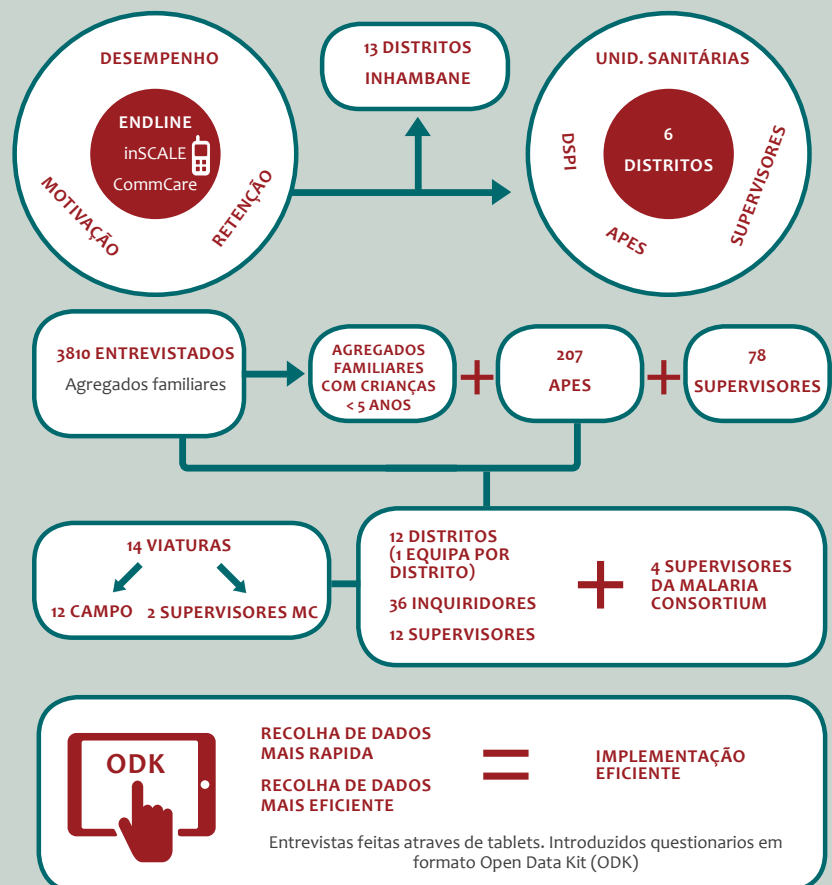 DESEMPENHO
ENDLINE
inSCALE
CommCare
MOTIVAÇÃO
RETENÇÃO
13 DISTRITOS
INHAMBANE
UNID. SANITÁRIAS
DSPI
6
DISTRITOS
SUPERVISORES
APES
3810 ENTREVISTADOS
Agregados familiares
AGREGADOS
FAMILIARES
COM CRIANÇAS
< 5 ANOS
+
207
APES
+
78
SUPERVISORES
14 VIATURAS
12 CAMPO
2 SUPERVISORES MC
12 DISTRITOS
(1 EQUIPA POR
DISTRITO)
36 INQUIRIDORES
12 SUPERVISORES
+
4 SUPERVISORES
DA MALARIA
CONSORTIUM
ODK
RECOLHA DE DADOS
MAIS RAPIDA
RECOLHA DE DADOS
MAIS EFICIENTE
=
IMPLEMENTAÇÃO
EFICIENTE
Entrevistas feitas atraves de tablets. Introduzidos questionarios em
formato Open Data Kit (ODK)